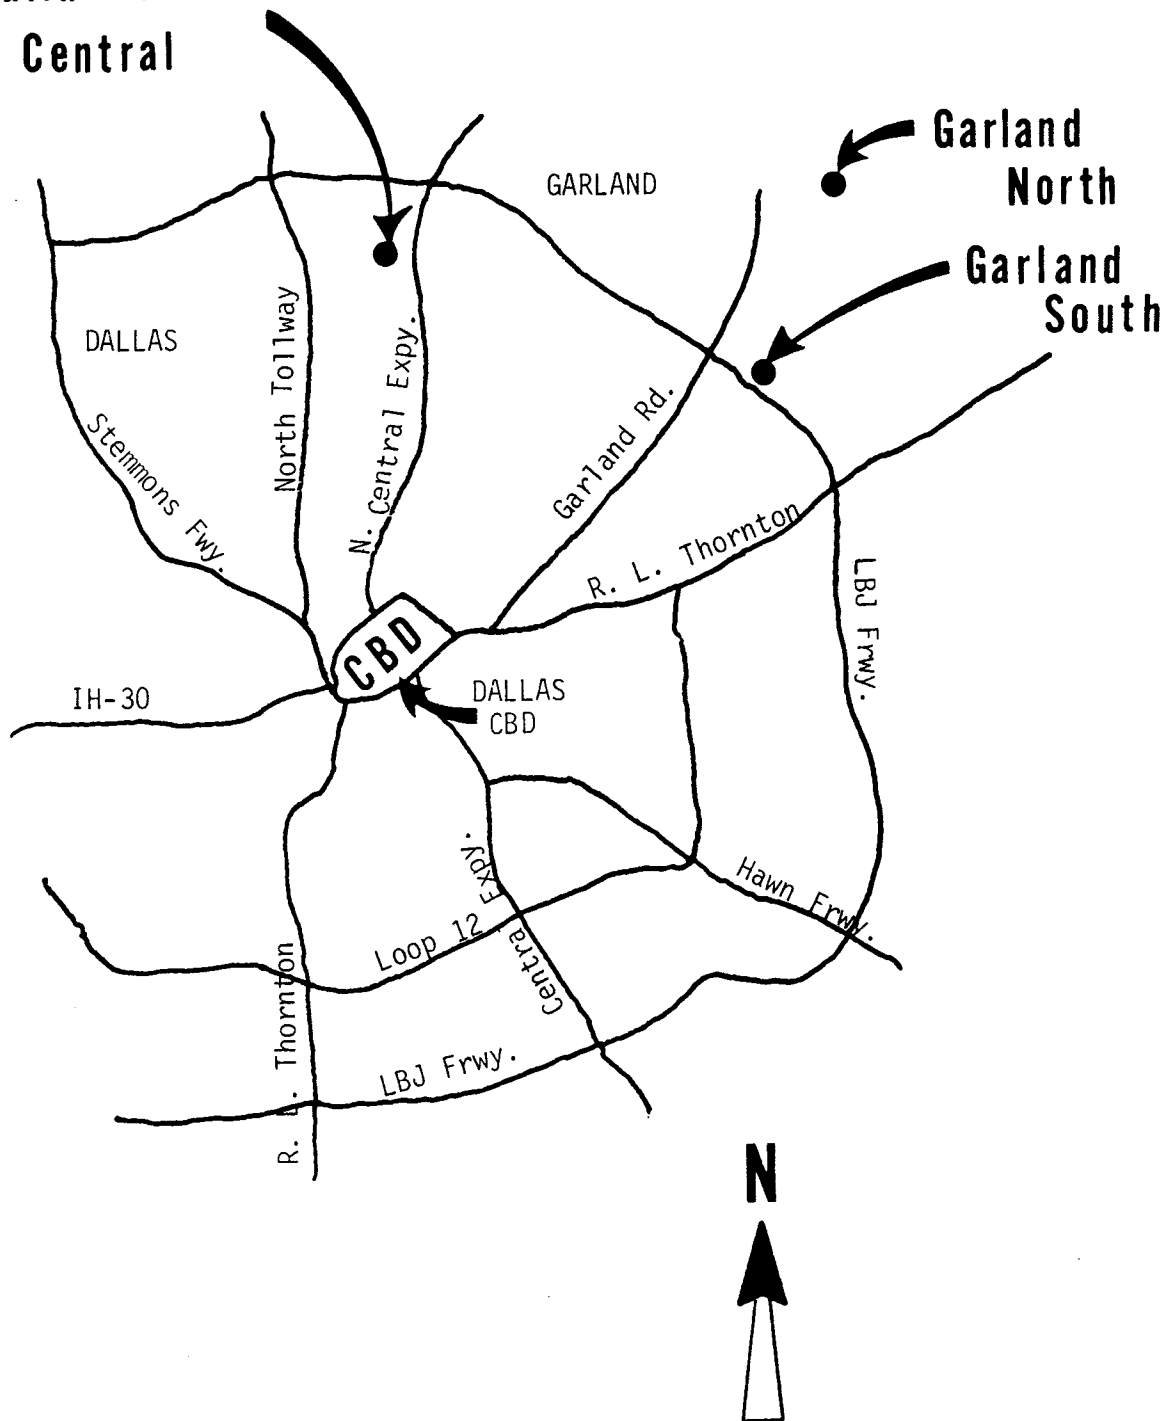 Central
Garland
North
GARLAND
Garland
South
DALLAS
North Tollway
N. Central Expy.
Stemmons Fwy.
Garland Rd.
R. L. Thornton
LBJ Frwy.
CBD
IH-30
DALLAS
CBD
Expy.
Hawn Frwy.
Loop 12
Centra
R. L. Thornton
LBJ Frwy.
N